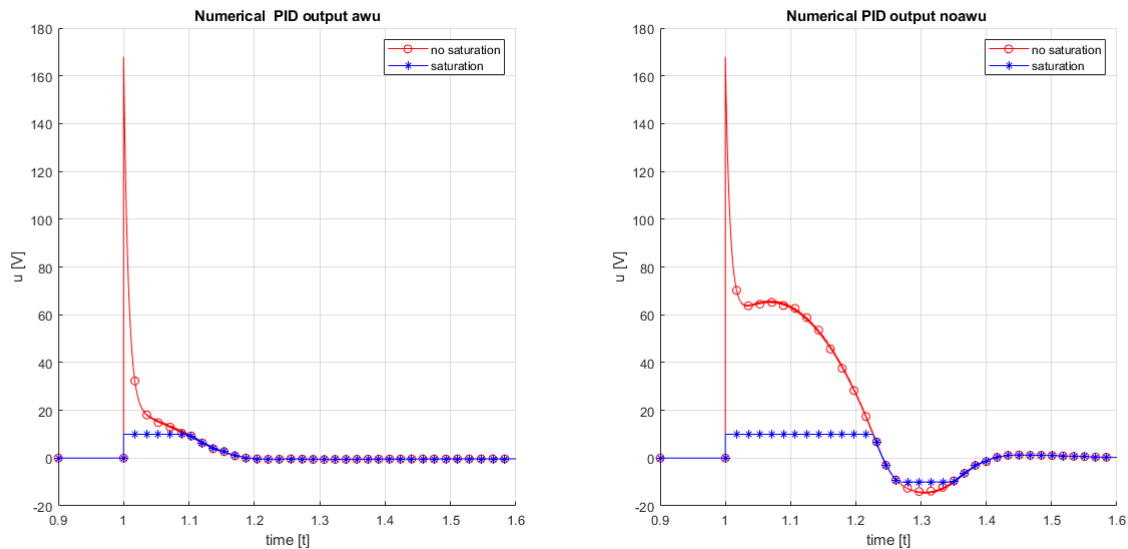 Numerical  PID output awu
180
160
140
120
100
80
60
40
20
0
-20
u [V]
no saturation
saturation
0.9 1 1.1 1.2 1.3 1.4 1.5 1.6
time [t]
Numerical PID output noawu
180
160
140
120
100
80
60
40
20
0
-20
u [V]
no saturation
saturation
0.9 1 1.1 1.2 1.3 1.4 1.5 1.6
time [t]